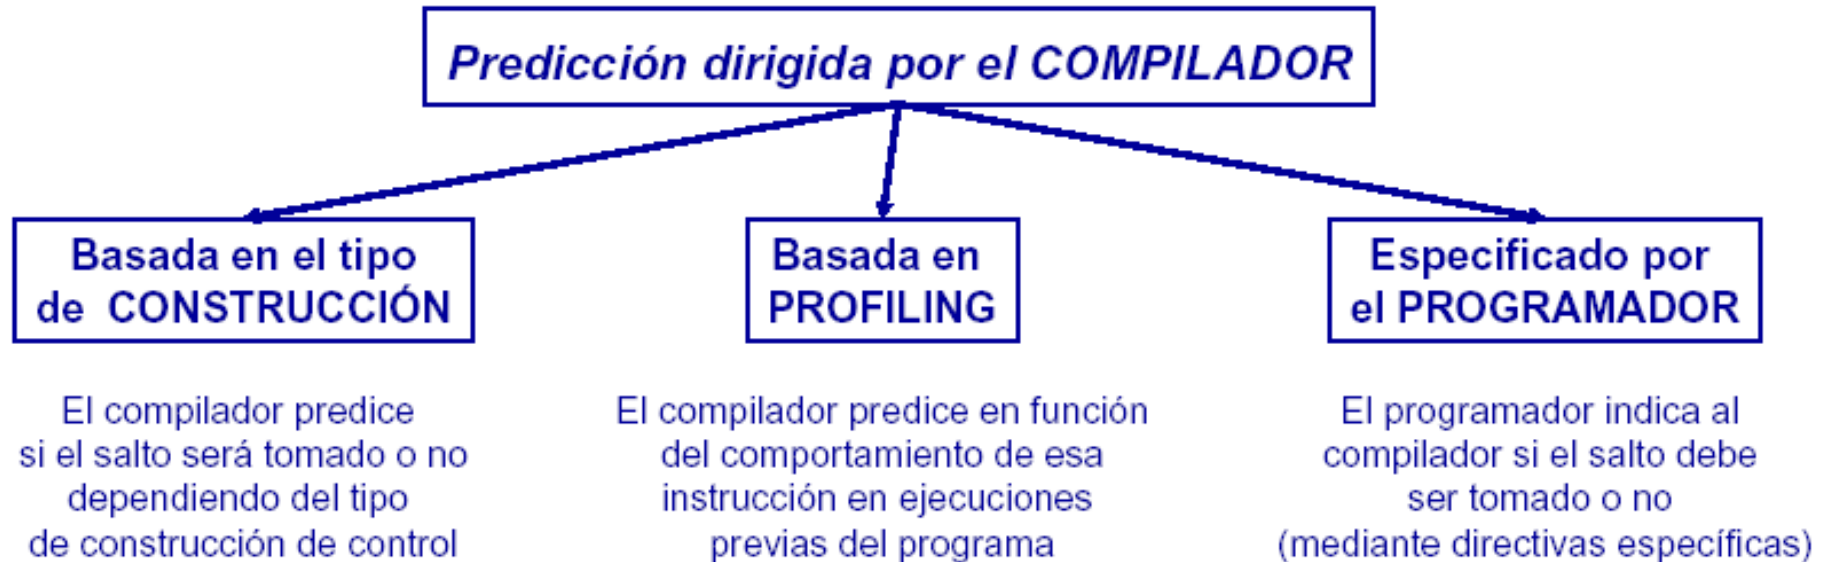 Predicción dirigida por el COMPILADOR
Basada en el tipo
de CONSTRUCCIÓN
El compilador predice
si el salto será tomado o no
dependiendo del tipo
de construcción de control
Basada en
PROFILING
El compilador predice en función
del comportamiento de esa
instrucción en ejecuciones
previas del programa
Especificado por
el PROGRAMADOR
El programador indica al
compilador si el salto debe
ser tomado o no
(mediante directivas específicas)